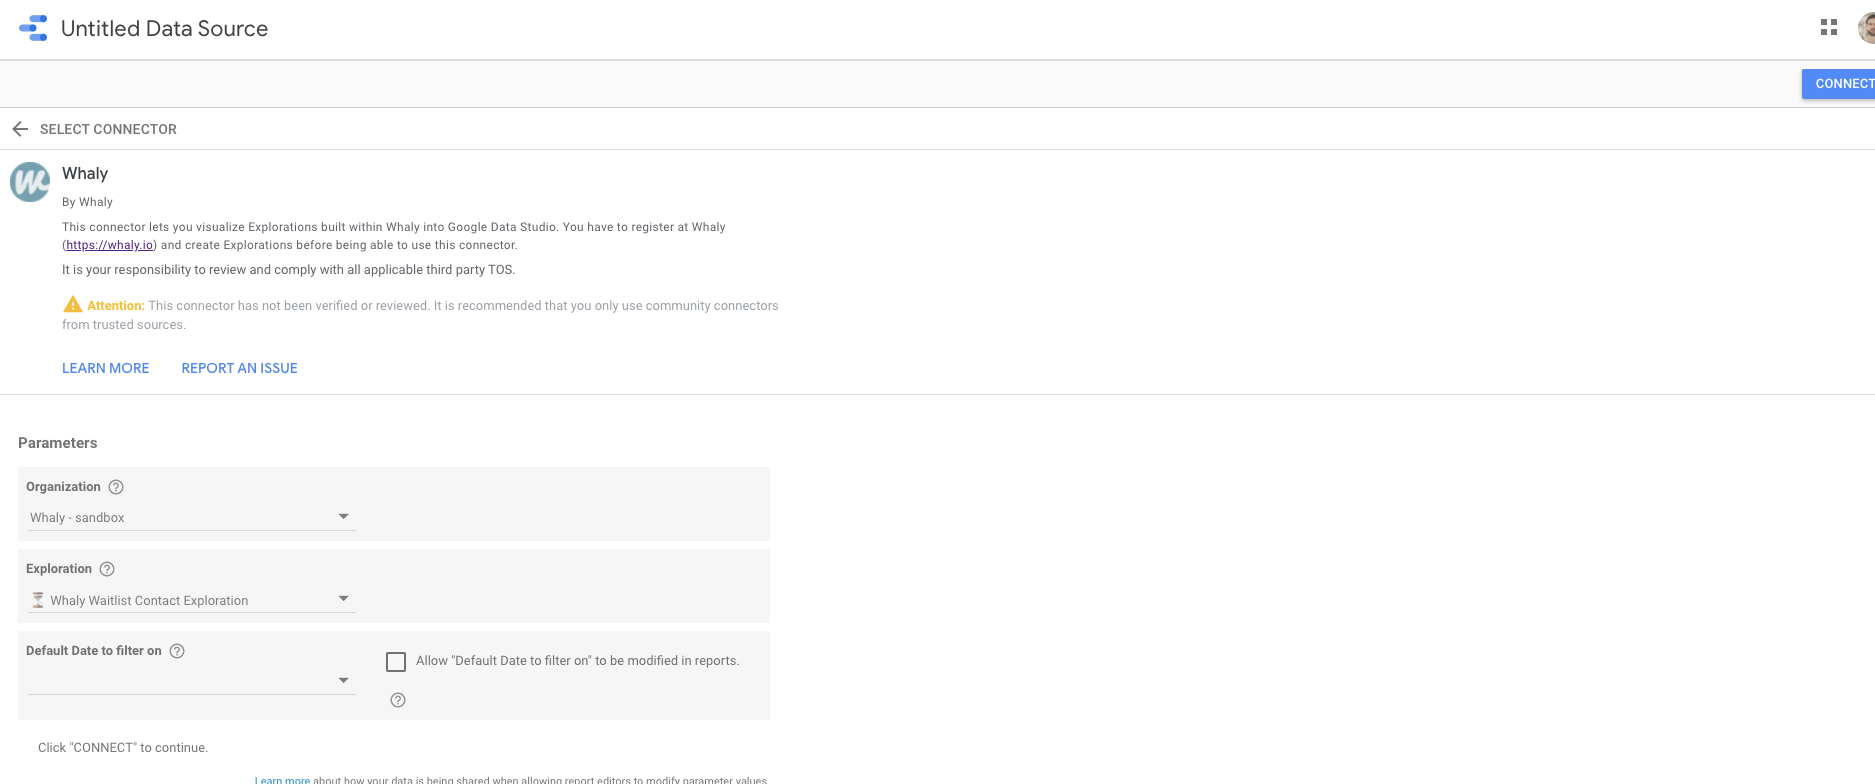 Untitled Data Source
CONNECT
SELECT CONNECTOR
Whaly
By Whaly
This connector lets you visualize Explorations built within Whaly into Google Data Studio. You have to register at Whaly
(https://whaly.io) and create Explorations before being able to use this connector.
It is your responsibility to review and comply with all applicable third party TOS.
Attention: This connector has not been verified or reviewed. It is recommended that you only use community connectors
from trusted sources.
LEARN MORE REPORT AN ISSUE
Parameters
Organization
Whaly - sandbox
Exploration
⏳ Whaly Waitlist Contact Exploration
Default Date to filter on
Allow "Default Date to filter on" to be modified in reports.
Click "CONNECT" to continue.
Learn more about how your data is being shared when allowing report editors to modify parameter values